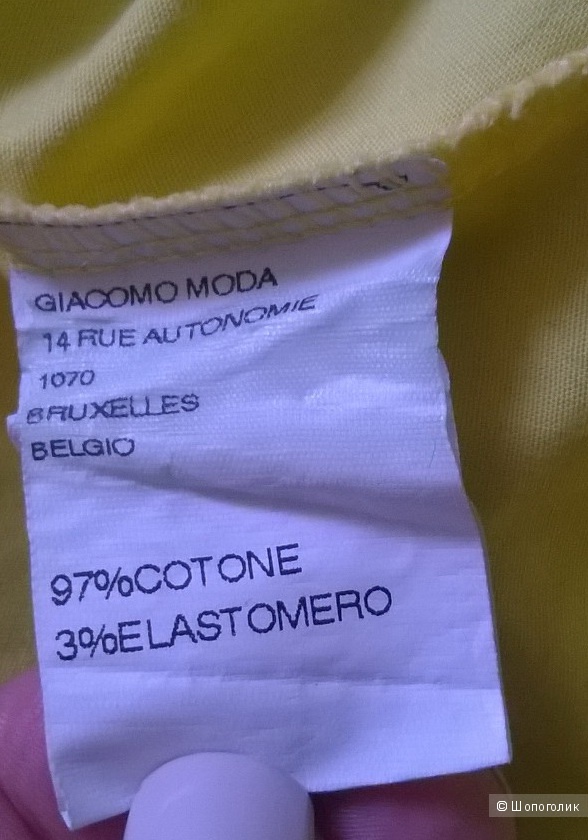 GIACOMO MODA
14 RUE AUTONOMIE
1070
BRUXELLES
BELGIO
97%COTONE
3%ELASTOMERO
© Шопоголик